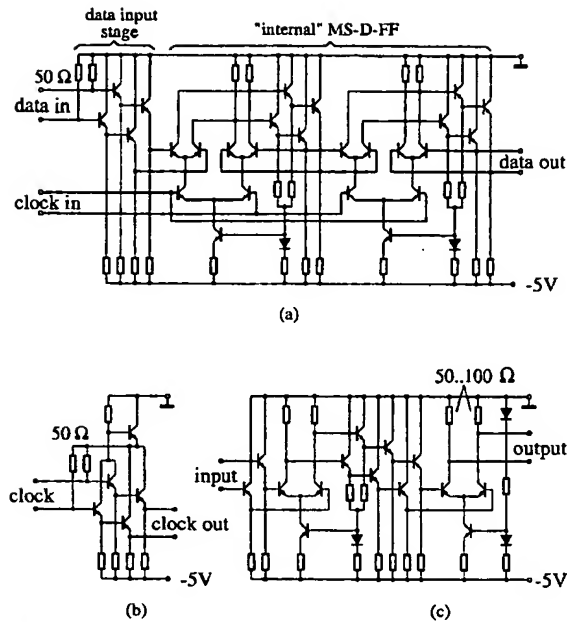 data input
stage
"internal" MS-D-FF
50 Ω
data in
data out
clock in
-5V
(a)
50 Ω
clock
clock out
-5V
(b)
50..100 Ω
input
output
-5V
(c)